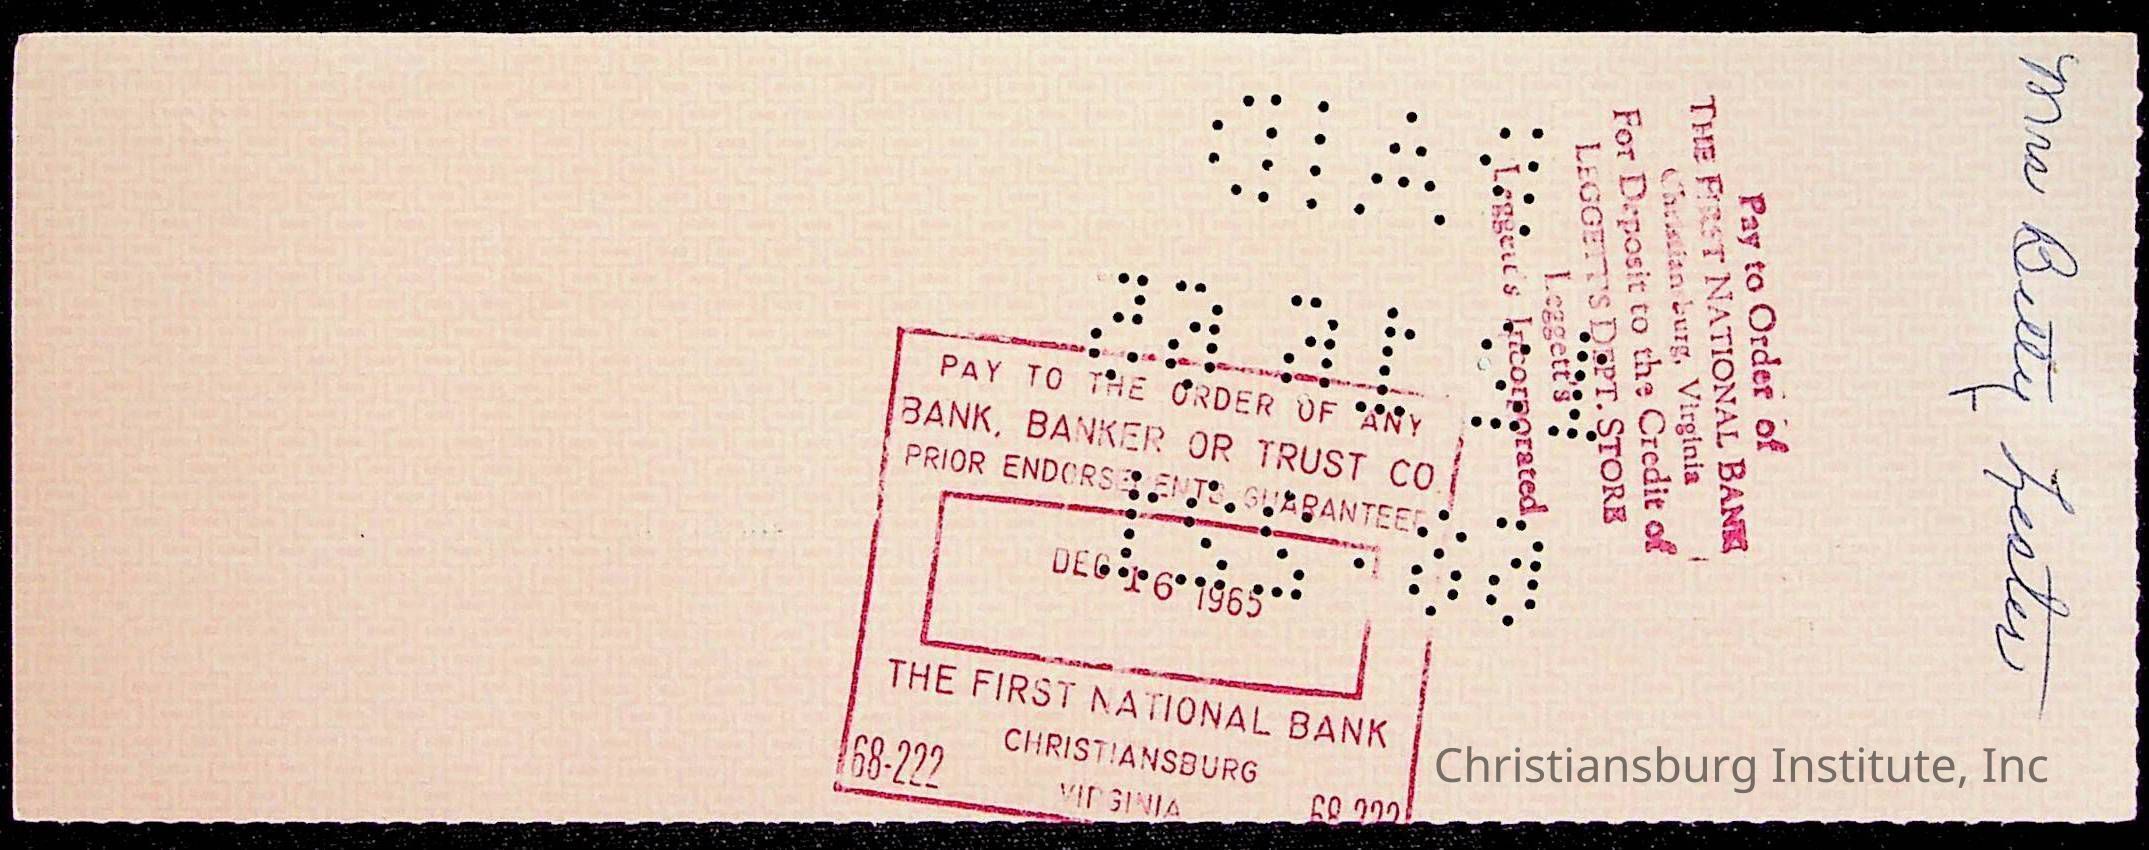 Mrs Betty Lester
Pay to Order of
THE FIRST NATIONAL BANK
Christiansburg, Virginia
For Deposit to the Credit of
LEGGETT'S DEPT. STORE
Leggett's
Leggett's Incorporated
PAID
PAY TO THE ORDER OF ANY
BANK, BANKER OR TRUST CO
PRIOR ENDORSEMENTS GUARANTEED
DEC 16 1965
THE FIRST NATIONAL BANK
CHRISTIANSBURG
VIRGINIA
68-222 68-222
Christiansburg Institute, Inc